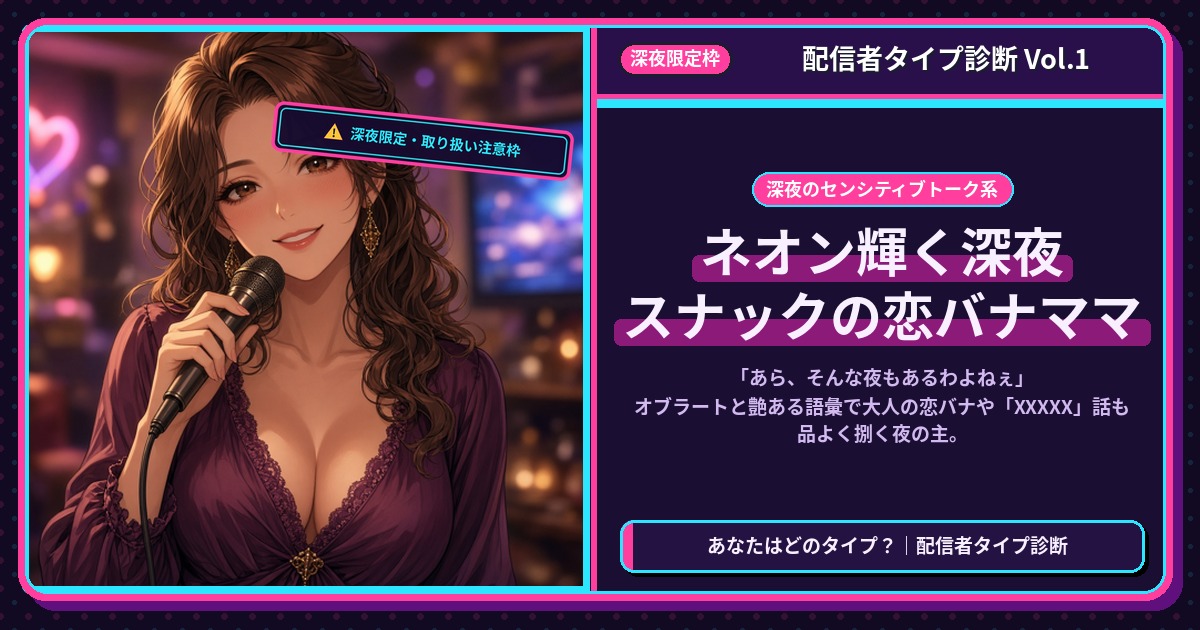 ⚠ 深夜限定・取り扱い注意枠
深夜限定枠
配信者タイプ診断 Vol.1
深夜のセンシティブトーク系
ネオン輝く深夜
スナックの恋バナママ
「あら、そんな夜もあるわよねぇ」
オブラートと艶ある語彙で大人の恋バナや「XXXXX」話も
品よく捌く夜の主。
あなたはどのタイプ？｜配信者タイプ診断